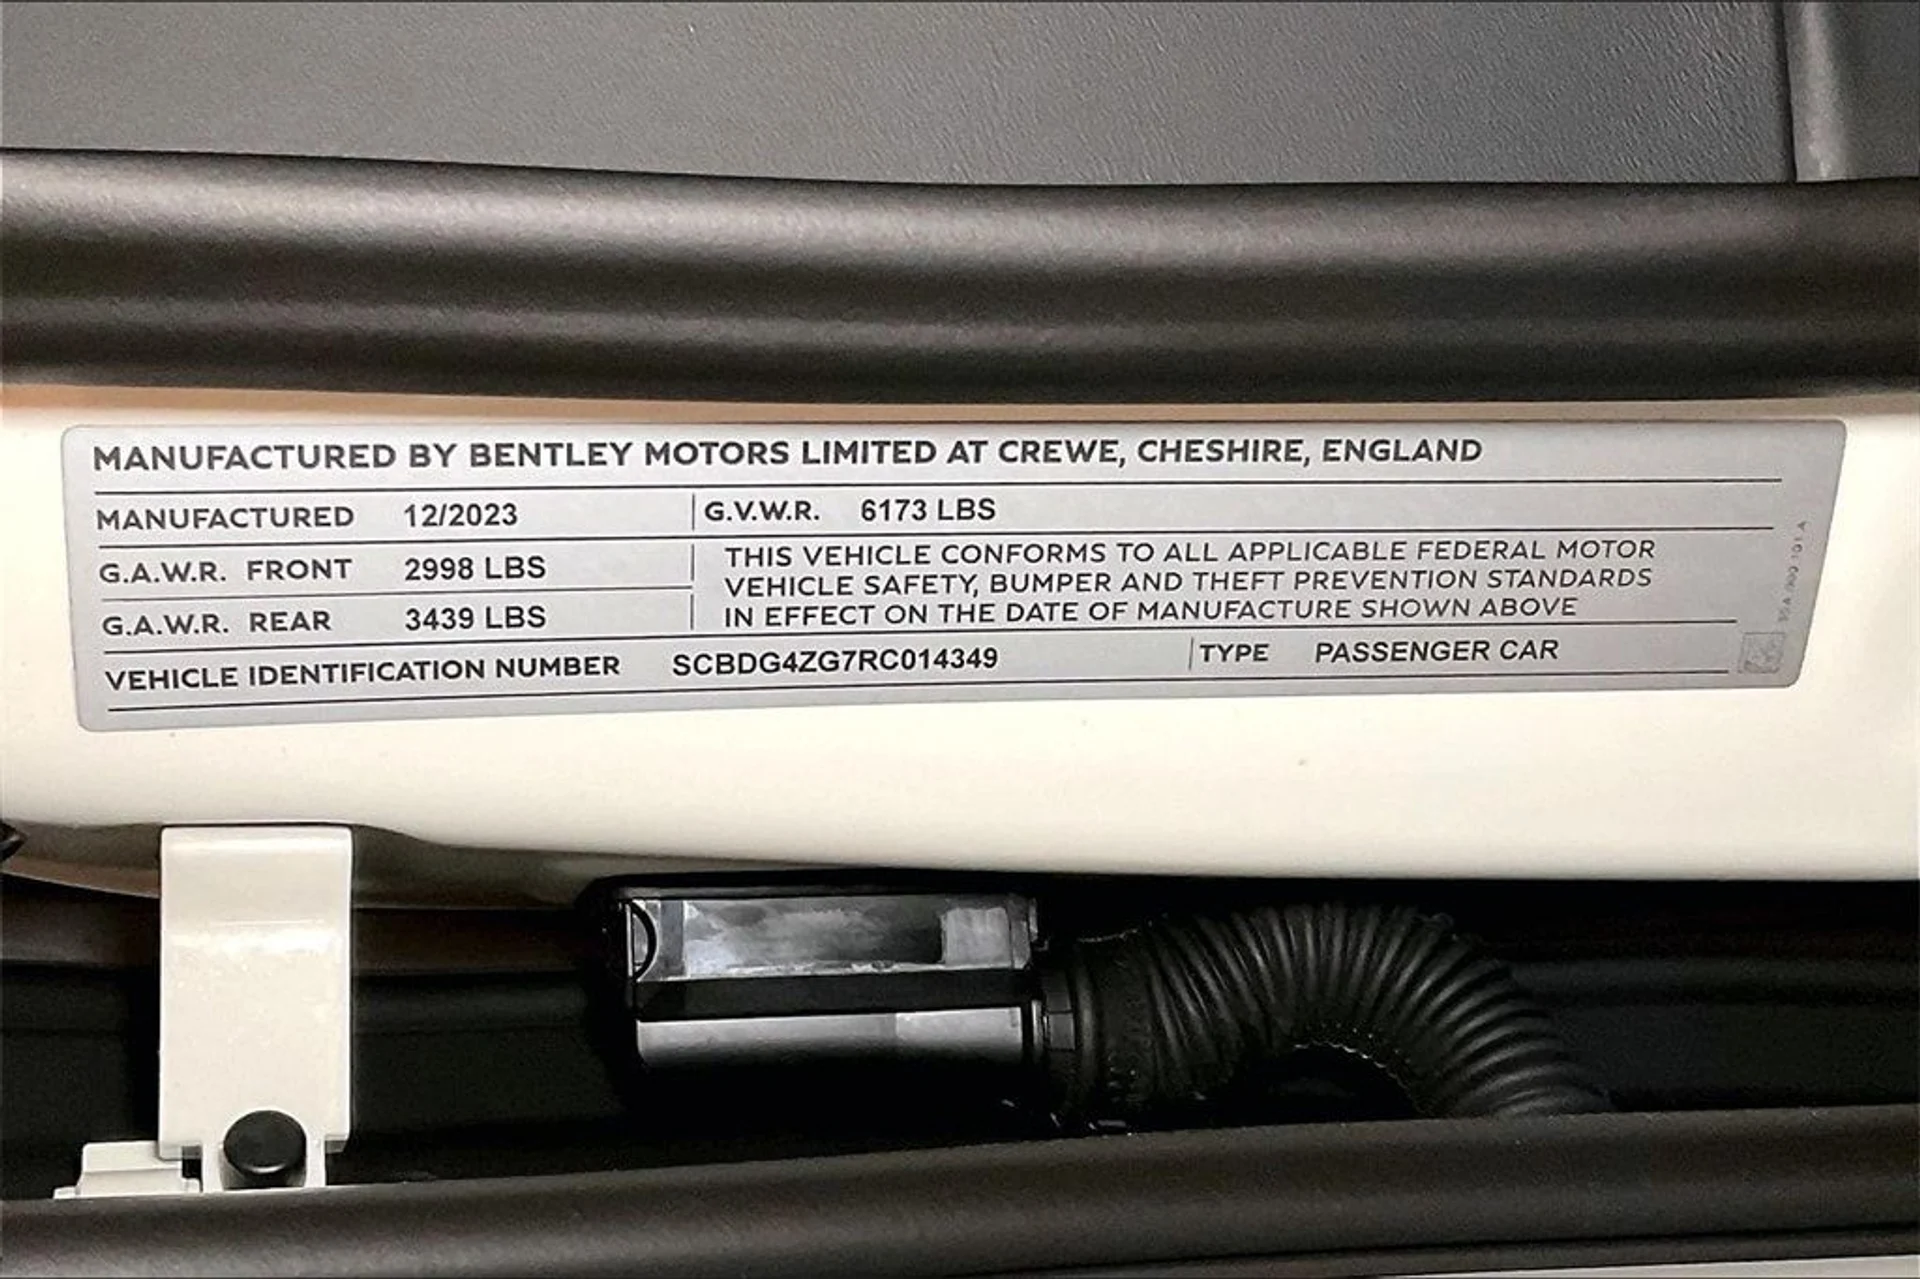 MANUFACTURED BY BENTLEY MOTORS LIMITED AT CREWE, CHESHIRE, ENGLAND
MANUFACTURED 12/2023 G.V.W.R. 6173 LBS
G.A.W.R. FRONT 2998 LBS
G.A.W.R. REAR 3439 LBS
THIS VEHICLE CONFORMS TO ALL APPLICABLE FEDERAL MOTOR
VEHICLE SAFETY, BUMPER AND THEFT PREVENTION STANDARDS
IN EFFECT ON THE DATE OF MANUFACTURE SHOWN ABOVE
VEHICLE IDENTIFICATION NUMBER SCBDG4ZG7RC014349 TYPE PASSENGER CAR